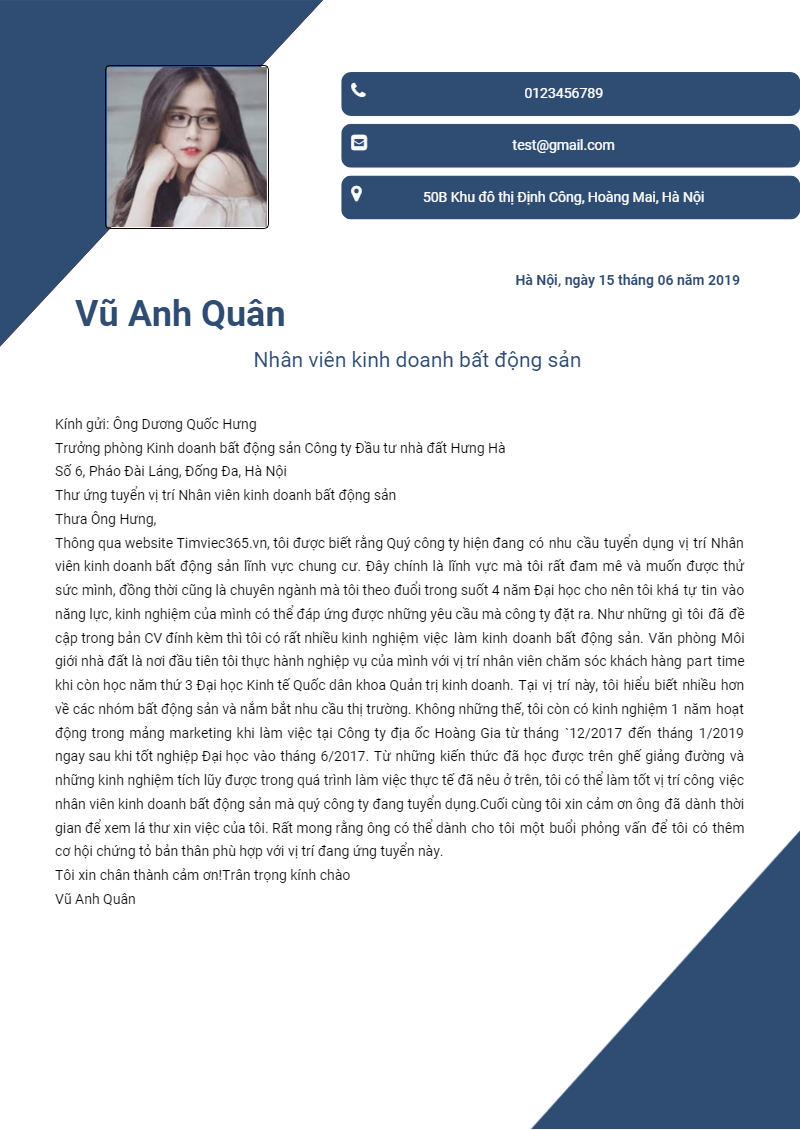 0123456789
test@gmail.com
50B Khu đô thị Định Công, Hoàng Mai, Hà Nội
Hà Nội, ngày 15 tháng 06 năm 2019
Vũ Anh Quân
Nhân viên kinh doanh bất động sản
Kính gửi: Ông Dương Quốc Hưng
Trưởng phòng Kinh doanh bất động sản Công ty Đầu tư nhà đất Hưng Hà
Số 6, Pháo Đài Láng, Đống Đa, Hà Nội
Thư ứng tuyển vị trí Nhân viên kinh doanh bất động sản
Thưa Ông Hưng,
Thông qua website Timviec365.vn, tôi được biết rằng Quý công ty hiện đang có nhu cầu tuyển dụng vị trí Nhân
viên kinh doanh bất động sản lĩnh vực chung cư. Đây chính là lĩnh vực mà tôi rất đam mê và muốn được thử
sức mình, đồng thời cũng là chuyên ngành mà tôi theo đuổi trong suốt 4 năm Đại học cho nên tôi khá tự tin vào
năng lực, kinh nghiệm của mình có thể đáp ứng được những yêu cầu mà công ty đặt ra. Như những gì tôi đã đề
cập trong bản CV đính kèm thì tôi có rất nhiều kinh nghiệm việc làm kinh doanh bất động sản. Văn phòng Môi
giới nhà đất là nơi đầu tiên tôi thực hành nghiệp vụ của mình với vị trí nhân viên chăm sóc khách hàng part time
khi còn học năm thứ 3 Đại học Kinh tế Quốc dân khoa Quản trị kinh doanh. Tại vị trí này, tôi hiểu biết nhiều hơn
về các nhóm bất động sản và nắm bắt nhu cầu thị trường. Không những thế, tôi còn có kinh nghiệm 1 năm hoạt
động trong mảng marketing khi làm việc tại Công ty địa ốc Hoàng Gia từ tháng `12/2017 đến tháng 1/2019
ngay sau khi tốt nghiệp Đại học vào tháng 6/2017. Từ những kiến thức đã học được trên ghế giảng đường và
những kinh nghiệm tích lũy được trong quá trình làm việc thực tế đã nêu ở trên, tôi có thể làm tốt vị trí công việc
nhân viên kinh doanh bất động sản mà quý công ty đang tuyển dụng.Cuối cùng tôi xin cảm ơn ông đã dành thời
gian để xem lá thư xin việc của tôi. Rất mong rằng ông có thể dành cho tôi một buổi phỏng vấn để tôi có thêm
cơ hội chứng tỏ bản thân phù hợp với vị trí đang ứng tuyển này.
Tôi xin chân thành cảm ơn!Trân trọng kính chào
Vũ Anh Quân